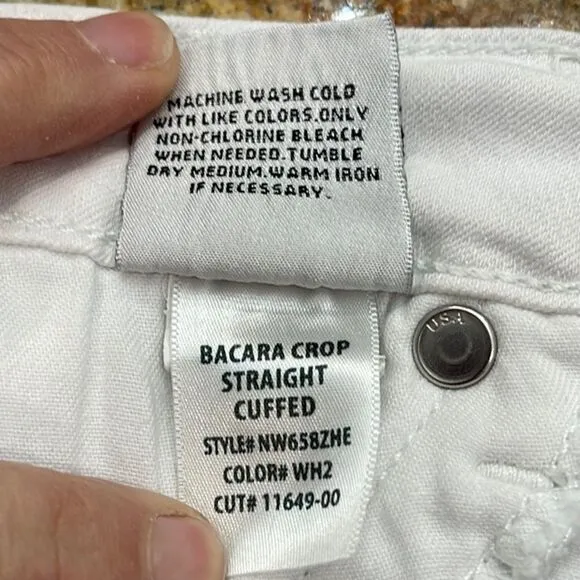 MACHINE WASH COLD
WITH LIKE COLORS.ONLY
NON-CHLORINE BLEACH
WHEN NEEDED.TUMBLE
DRY MEDIUM.WARM IRON
IF NECESSARY.
USA
BACARA CROP
STRAIGHT
CUFFED
STYLE# NW658ZHE
COLOR# WH2
CUT# 11649-00